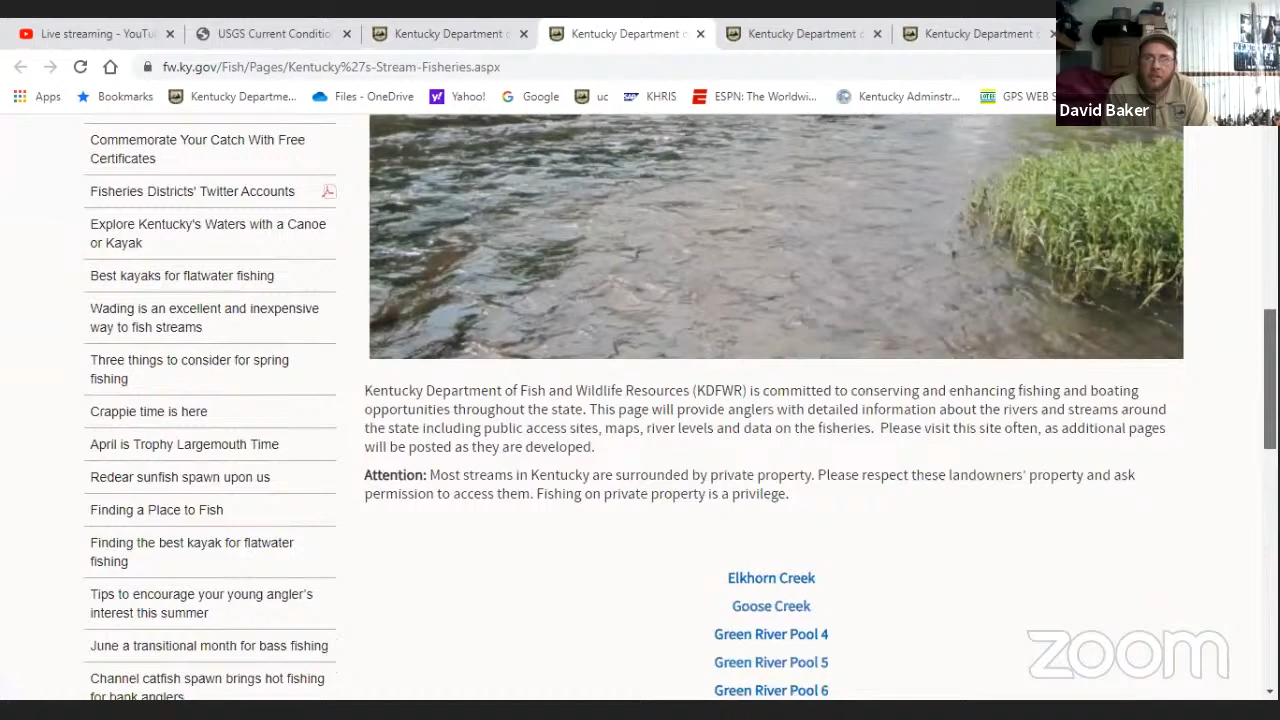 Live streaming - YouTu
USGS Current Conditio
Kentucky Department o
Kentucky Department o
Kentucky Department o
Kentucky Department o
fw.ky.gov/Fish/Pages/Kentucky%27s-Stream-Fisheries.aspx
Apps
Bookmarks
Kentucky Departme...
Files - OneDrive
Yahoo!
Google
uc
KHRIS
ESPN: The Worldwi...
Kentucky Adminstr...
GPS WEB S
David Baker
Commemorate Your Catch With Free
Certificates
Fisheries Districts' Twitter Accounts
Explore Kentucky's Waters with a Canoe
or Kayak
Best kayaks for flatwater fishing
Wading is an excellent and inexpensive
way to fish streams
Three things to consider for spring
fishing
Crappie time is here
April is Trophy Largemouth Time
Redear sunfish spawn upon us
Finding a Place to Fish
Finding the best kayak for flatwater
fishing
Tips to encourage your young angler's
interest this summer
June a transitional month for bass fishing
Channel catfish spawn brings hot fishing
for bank anglers
Kentucky Department of Fish and Wildlife Resources (KDFWR) is committed to conserving and enhancing fishing and boating
opportunities throughout the state. This page will provide anglers with detailed information about the rivers and streams around
the state including public access sites, maps, river levels and data on the fisheries. Please visit this site often, as additional pages
will be posted as they are developed.
Attention: Most streams in Kentucky are surrounded by private property. Please respect these landowners' property and ask
permission to access them. Fishing on private property is a privilege.
Elkhorn Creek
Goose Creek
Green River Pool 4
Green River Pool 5
Green River Pool 6
zoom